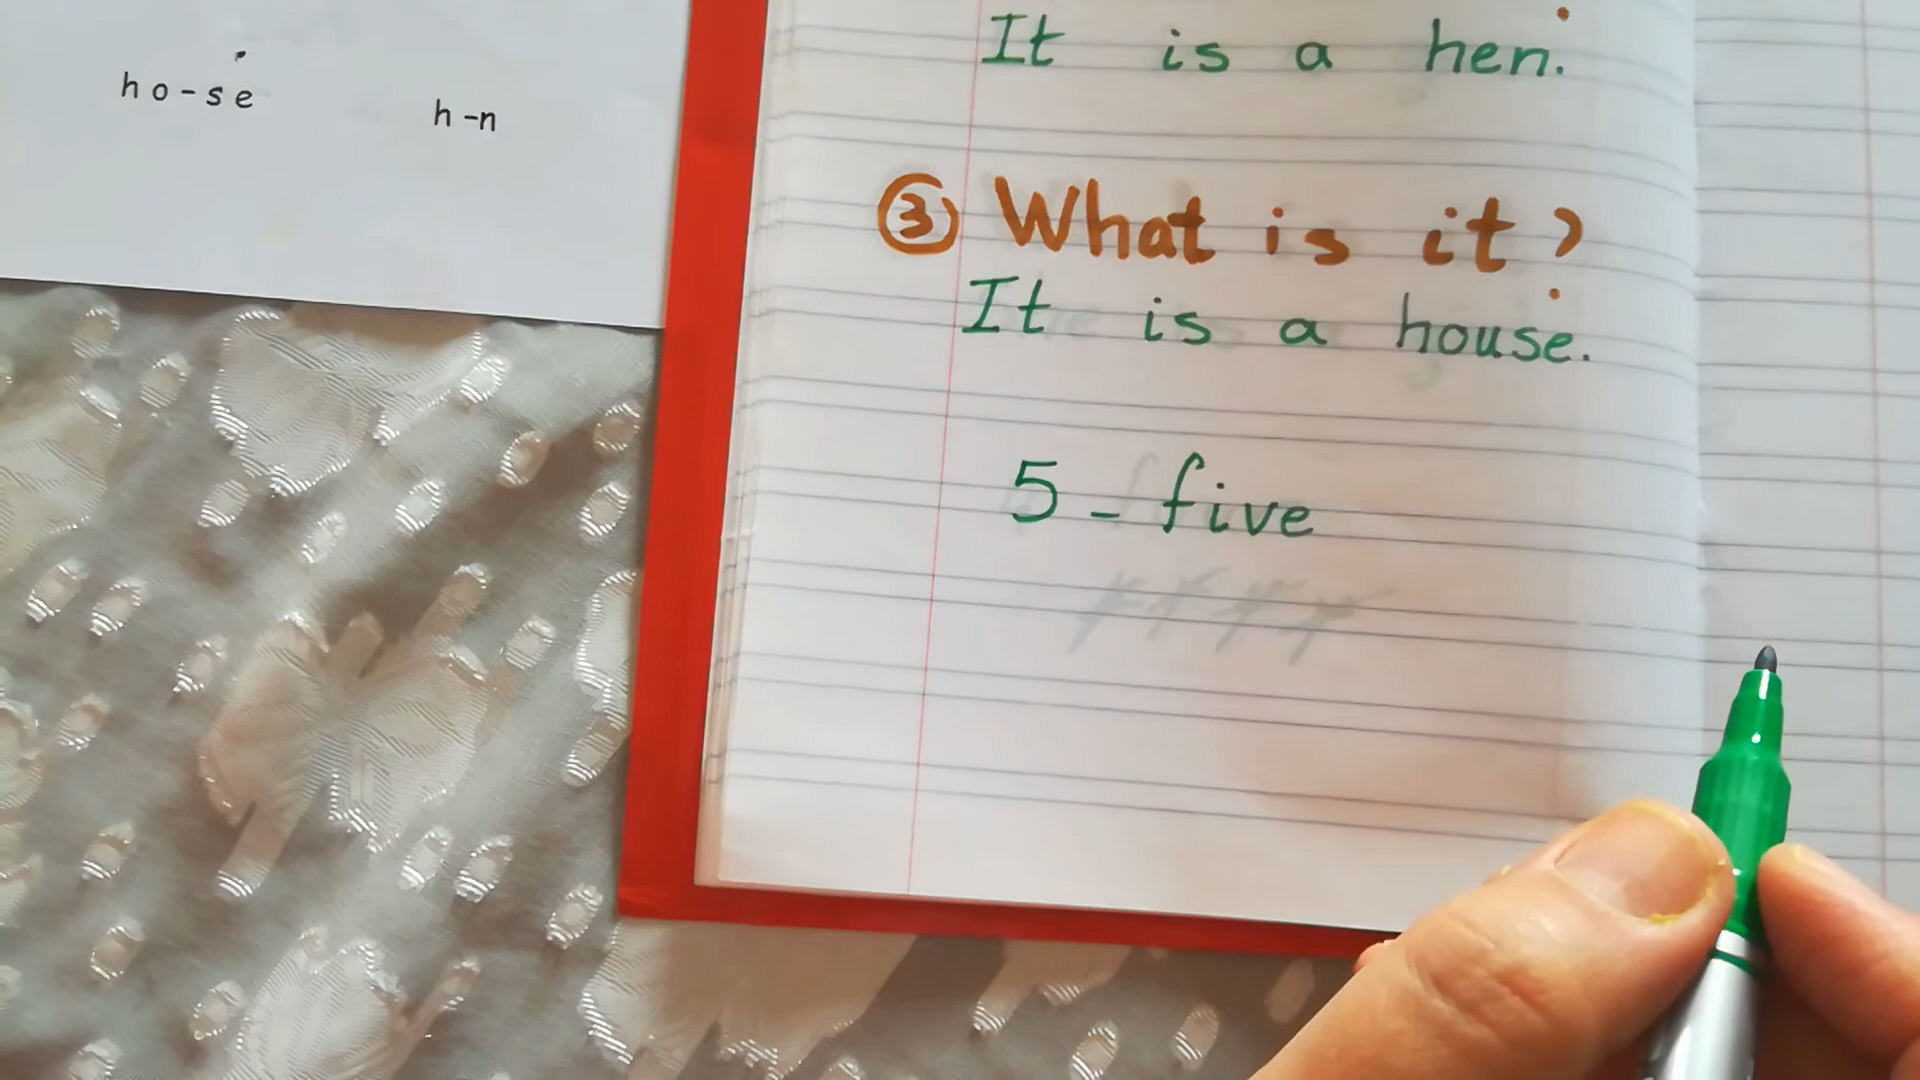 ho-se
h-n
It is a hen.
③ What is it?
It is a house.
5 - five